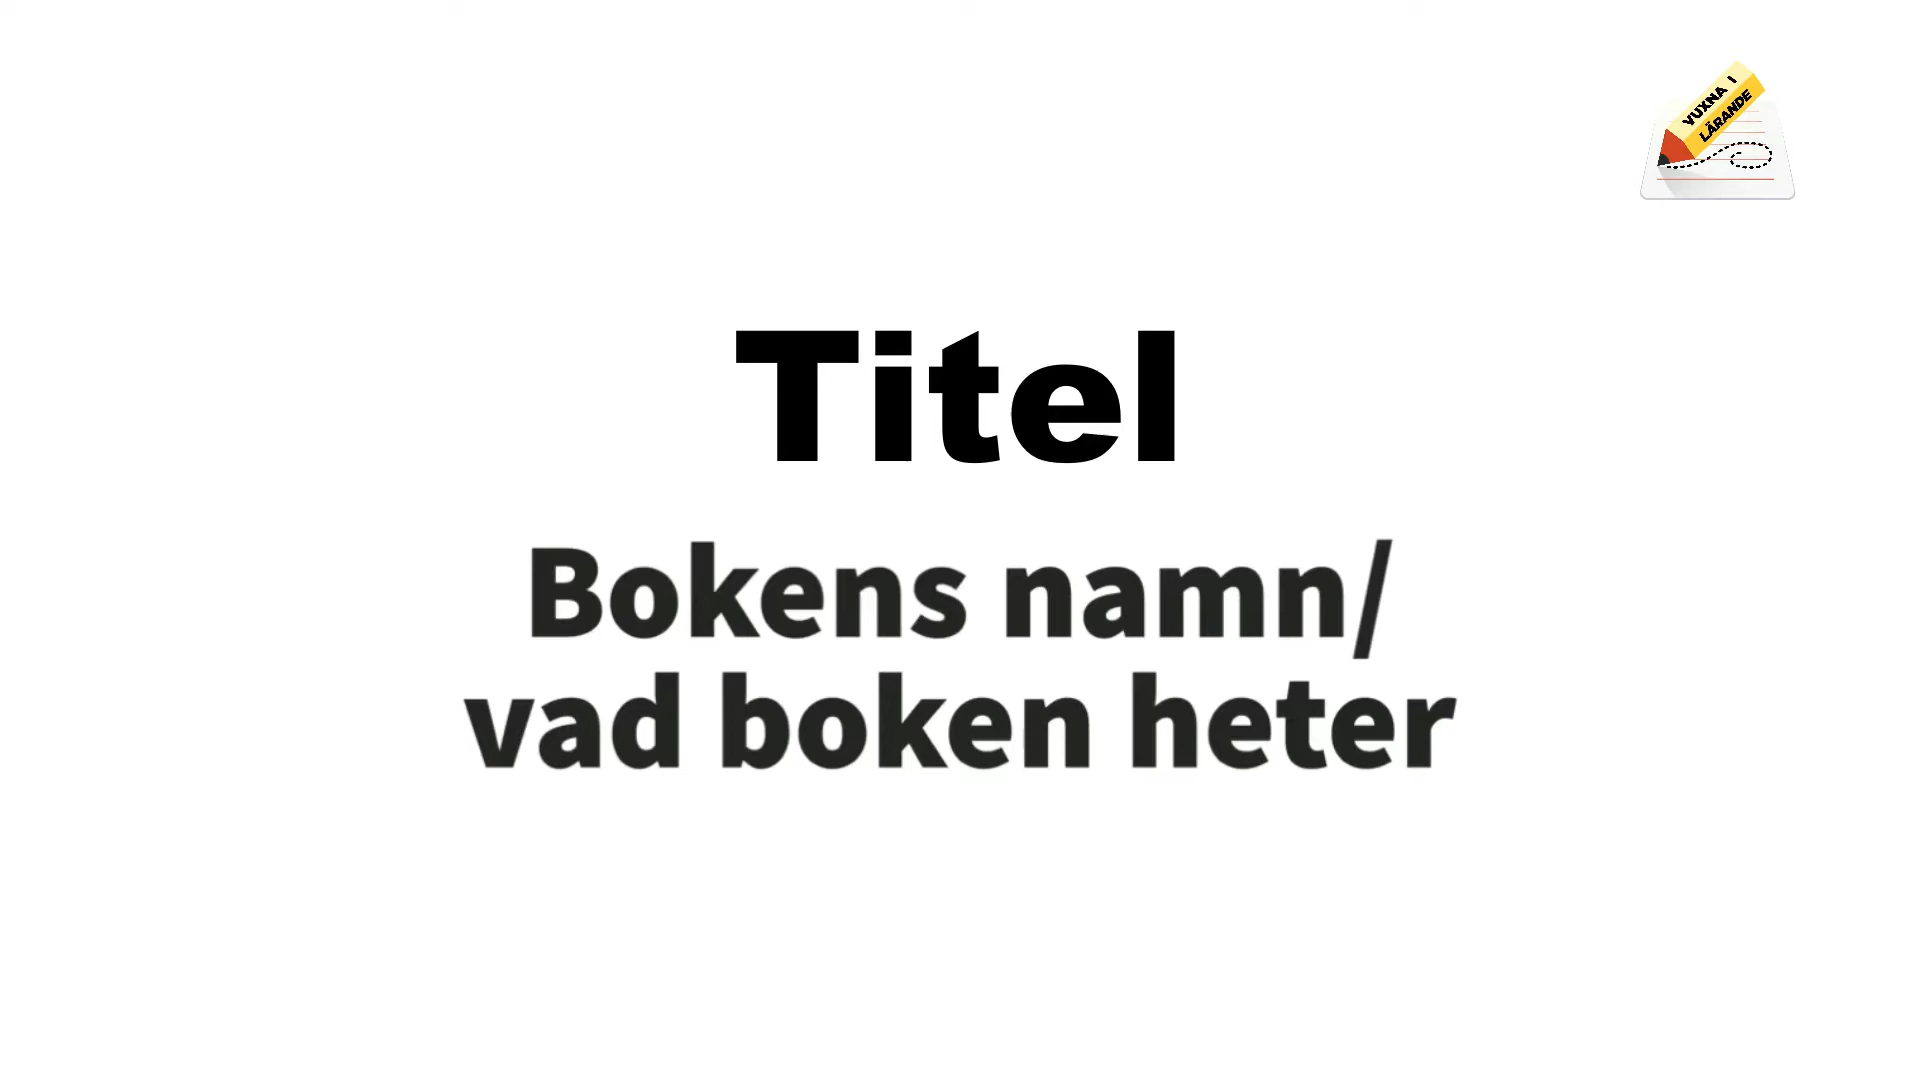 VUXNA I
LÄRANDE
Titel
Bokens namn/
vad boken heter